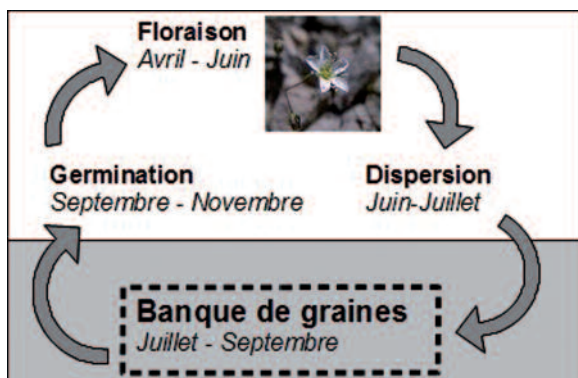 Floraison
Avril - Juin
Germination
Septembre - Novembre
Dispersion
Juin-Juillet
Banque de graines
Juillet - Septembre